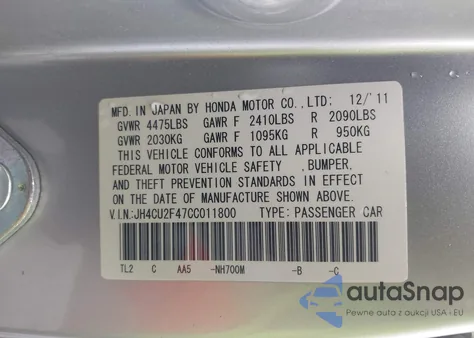 MFD. IN JAPAN BY HONDA MOTOR CO.,LTD: 12/'11
GVWR 4475LBS GAWR F 2410LBS R 2090LBS
GVWR 2030KG GAWR F 1095KG R 950KG
THIS VEHICLE CONFORMS TO ALL APPLICABLE
FEDERAL MOTOR VEHICLE SAFETY ,BUMPER,
AND THEFT PREVENTION STANDARDS IN EFFECT
ON THE DATE OF MANUFACTURE SHOWN ABOVE.
V.I.N.:JH4CU2F47CC011800 TYPE: PASSENGER CAR
TL2 C AA5 -NH700M -B -C
autoSnap
Pewne auta z aukcji USA i EU